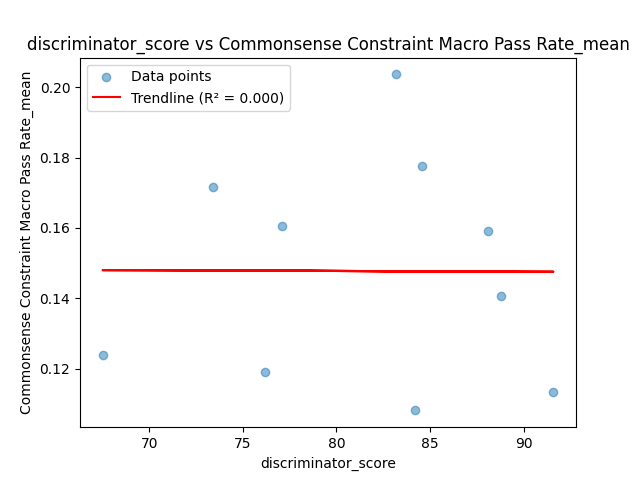 discriminator_score vs Commonsense Constraint Macro Pass Rate_mean
Data points
Trendline (R² = 0.000)
Commonsense Constraint Macro Pass Rate_mean
0.20
0.18
0.16
0.14
0.12
70
75
80
85
90
discriminator_score